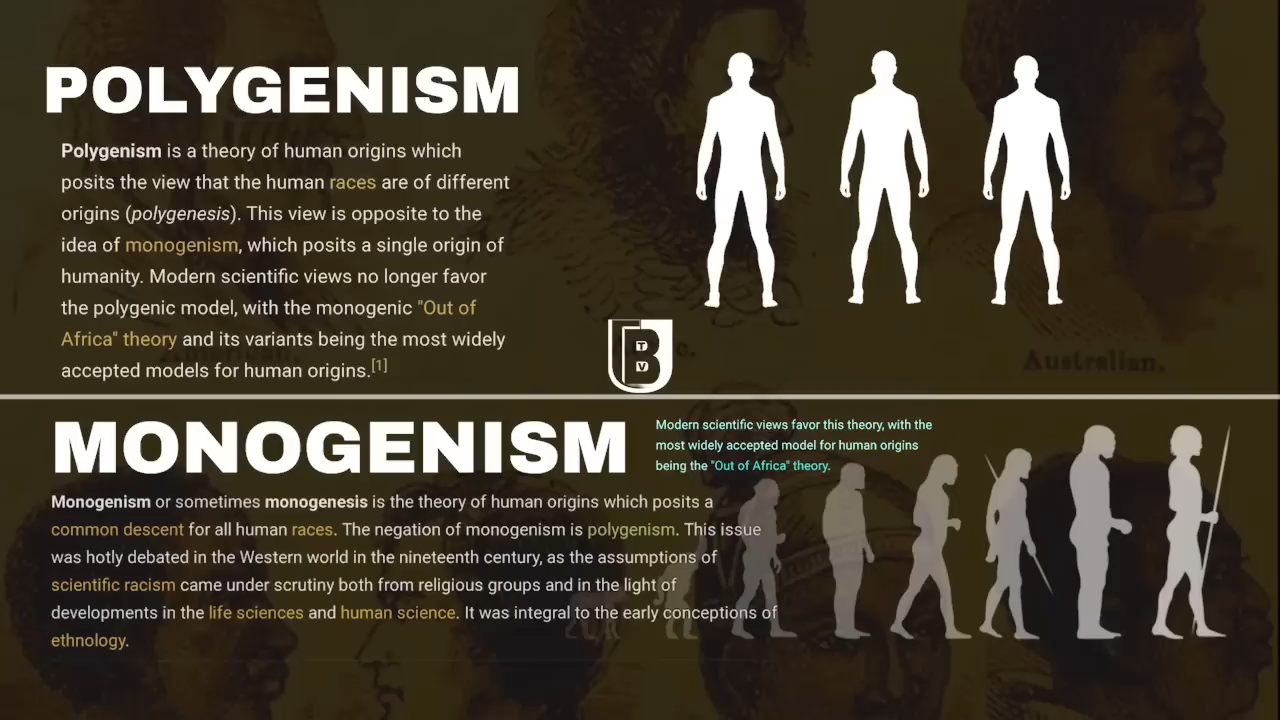 POLYGENISM
Polygenism is a theory of human origins which
posits the view that the human races are of different
origins (polygenesis). This view is opposite to the
idea of monogenism, which posits a single origin of
humanity. Modern scientific views no longer favor
the polygenic model, with the monogenic "Out of
Africa" theory and its variants being the most widely
accepted models for human origins.[1]
B
TV
Australian.
MONOGENISM
Modern scientific views favor this theory, with the
most widely accepted model for human origins
being the "Out of Africa" theory.
Monogenism or sometimes monogenesis is the theory of human origins which posits a
common descent for all human races. The negation of monogenism is polygenism. This issue
was hotly debated in the Western world in the nineteenth century, as the assumptions of
scientific racism came under scrutiny both from religious groups and in the light of
developments in the life sciences and human science. It was integral to the early conceptions of
ethnology.